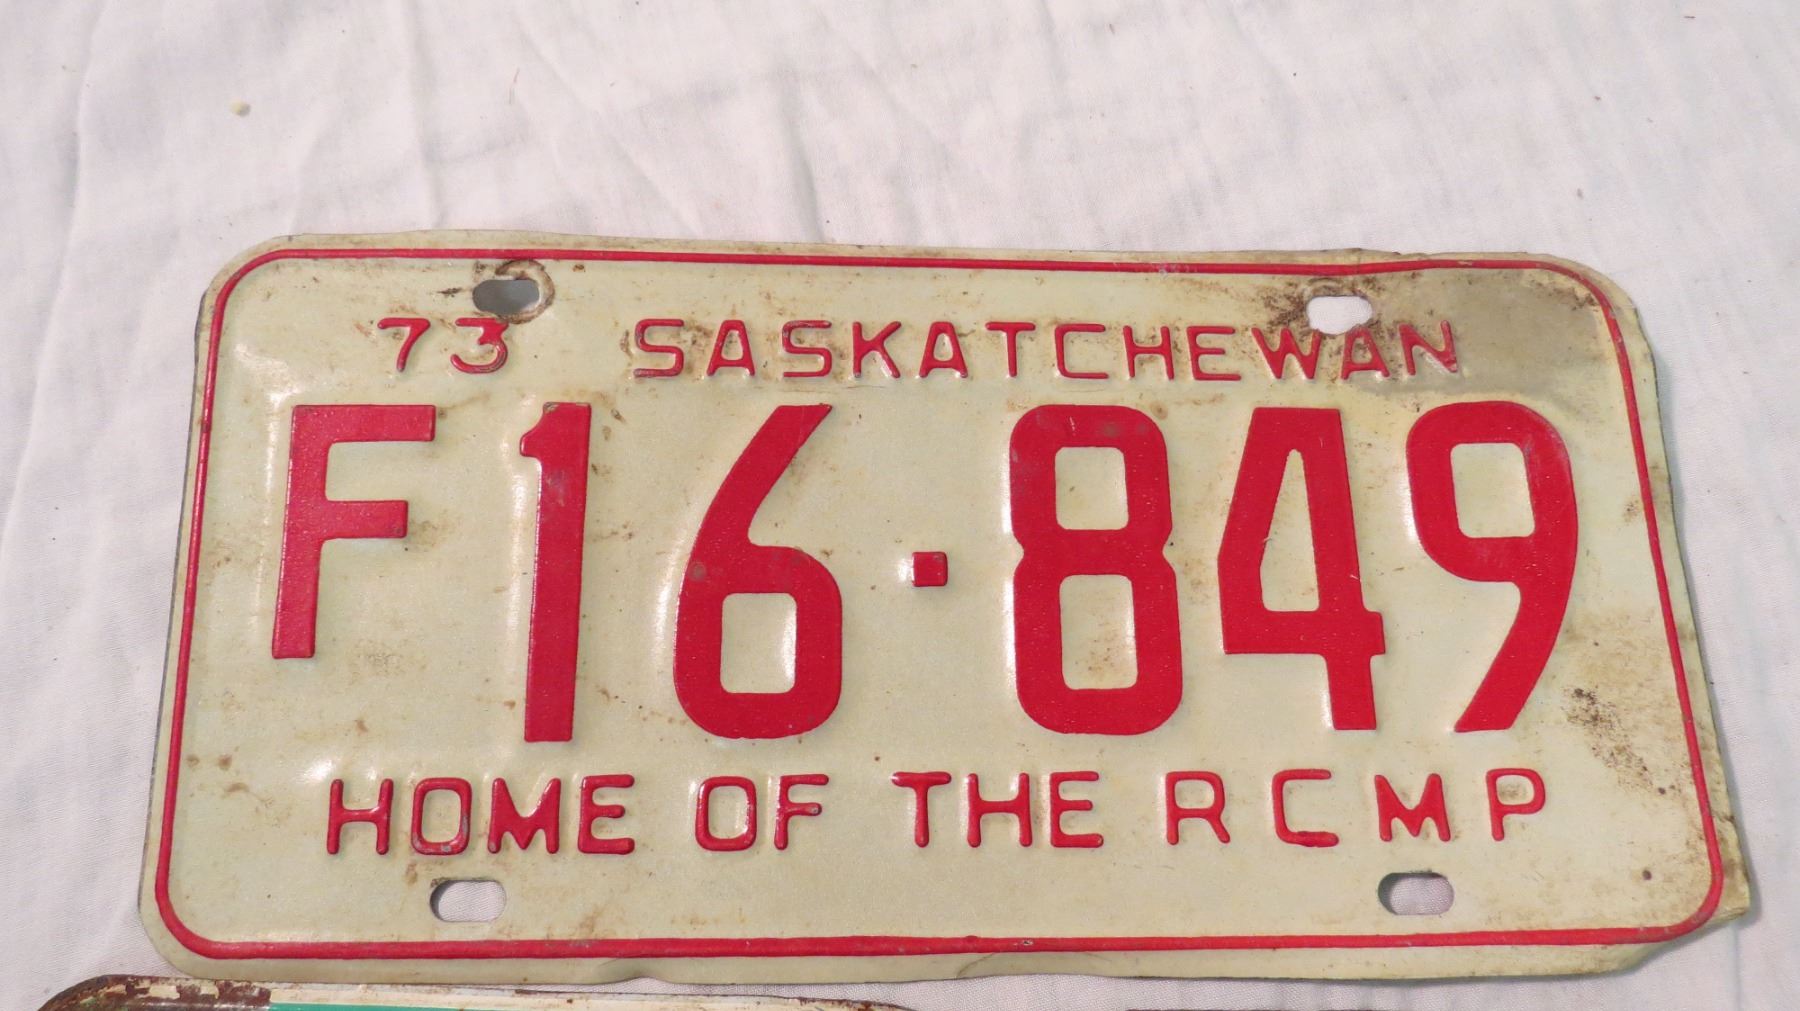 73 SASKATCHEWAN
F16·849
HOME OF THE RCMP